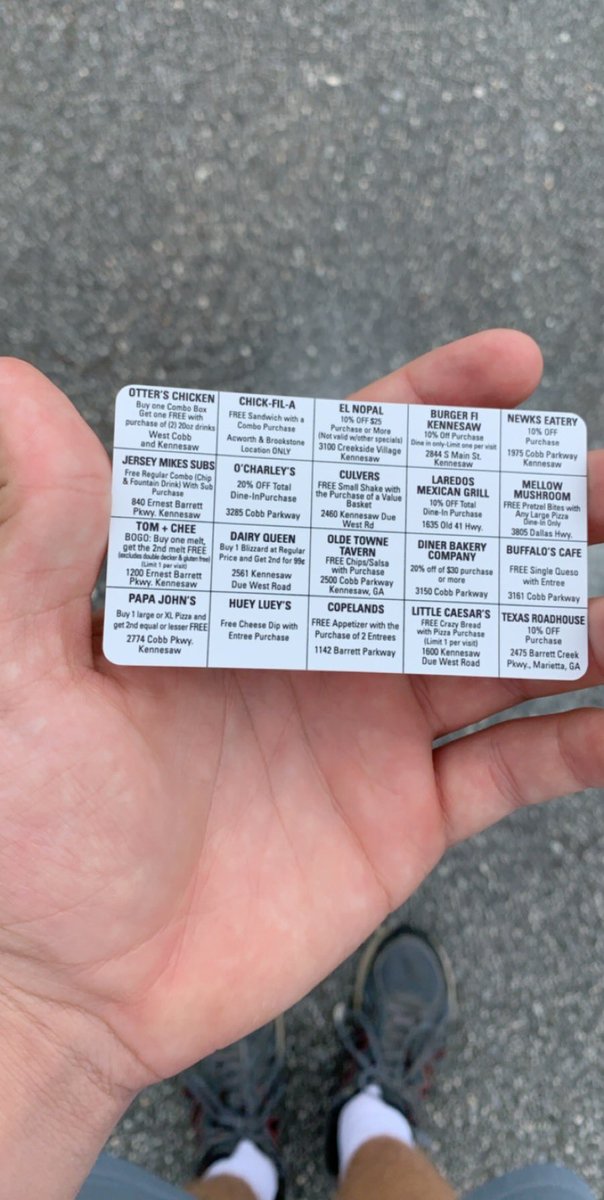 OTTER'S CHICKEN
Buy one Combo Box
Get one FREE with
purchase of (2) 20oz drinks
West Cobb
and Kennesaw
CHICK-FIL-A
FREE Sandwich with a
Combo Purchase
Acworth & Brookstone
Location ONLY
EL NOPAL
10% OFF $25
Purchase or More
(Not valid w/other specials)
3100 Creekside Village
Kennesaw
BURGER FI
KENNESAW
10% Off Purchase
Dine in only-Limit one per visit
2844 S Main St.
Kennesaw
NEWKS EATERY
10% OFF
Purchase
1975 Cobb Parkway
Kennesaw
JERSEY MIKES SUBS
Free Regular Combo (Chip
& Fountain Drink) With Sub
Purchase
840 Ernest Barrett
Pkwy. Kennesaw
O'CHARLEY'S
20% OFF Total
Dine-InPurchase
3285 Cobb Parkway
CULVERS
FREE Small Shake with
the Purchase of a Value
Basket
2460 Kennesaw Due
West Rd
LAREDOS
MEXICAN GRILL
10% OFF Total
Dine-In Purchase
1635 Old 41 Hwy.
MELLOW
MUSHROOM
FREE Pretzel Bites with
Any Large Pizza
Dine-In Only
3805 Dallas Hwy.
TOM + CHEE
BOGO: Buy one melt,
get the 2nd melt FREE
(excludes double decker & gluten free)
(Limit 1 per visit)
1200 Ernest Barrett
Pkwy. Kennesaw
DAIRY QUEEN
Buy 1 Blizzard at Regular
Price and Get 2nd for 99¢
2561 Kennesaw
Due West Road
OLDE TOWNE
TAVERN
FREE Chips/Salsa
with Purchase
2500 Cobb Parkway
Kennesaw, GA
DINER BAKERY
COMPANY
20% off of $30 purchase
or more
3150 Cobb Parkway
BUFFALO'S CAFE
FREE Single Queso
with Entree
3161 Cobb Parkway
PAPA JOHN'S
Buy 1 large or XL Pizza and
get 2nd equal or lesser FREE
2774 Cobb Pkwy.
Kennesaw
HUEY LUEY'S
Free Cheese Dip with
Entree Purchase
COPELANDS
FREE Appetizer with the
Purchase of 2 Entrees
1142 Barrett Parkway
LITTLE CAESAR'S
FREE Crazy Bread
with Pizza Purchase
(Limit 1 per visit)
1600 Kennesaw
Due West Road
TEXAS ROADHOUSE
10% OFF
Purchase
2475 Barrett Creek
Pkwy., Marietta, GA